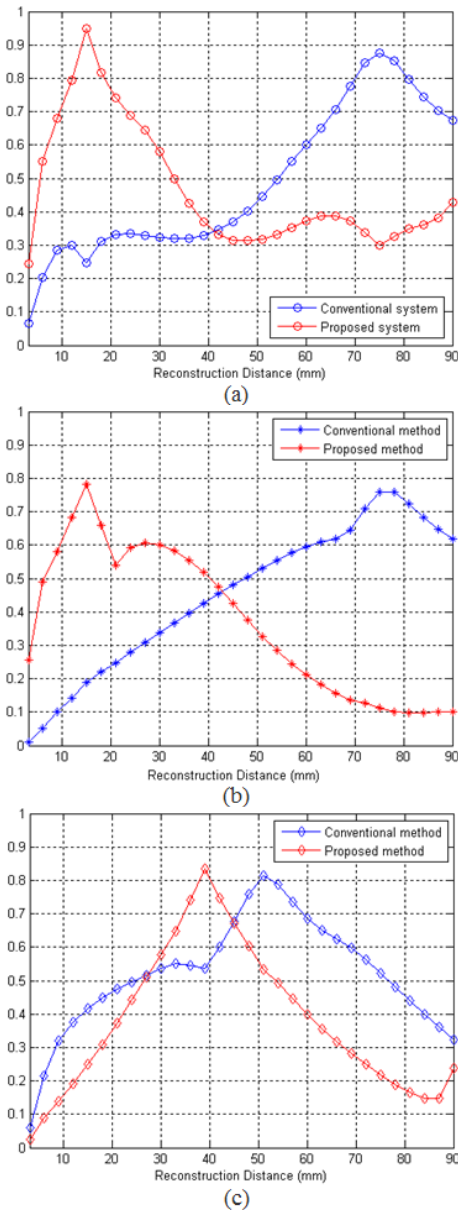 1
0.9
0.8
0.7
0.6
0.5
0.4
0.3
0.2
0.1
0
Conventional system
Proposed system
10 20 30 40 50 60 70 80 90
Reconstruction Distance (mm)
(a)
1
0.9
0.8
0.7
0.6
0.5
0.4
0.3
0.2
0.1
0
Conventional method
Proposed method
10 20 30 40 50 60 70 80 90
Reconstruction Distance (mm)
(b)
1
0.9
0.8
0.7
0.6
0.5
0.4
0.3
0.2
0.1
0
Conventional method
Proposed method
10 20 30 40 50 60 70 80 90
Reconstruction Distance (mm)
(c)